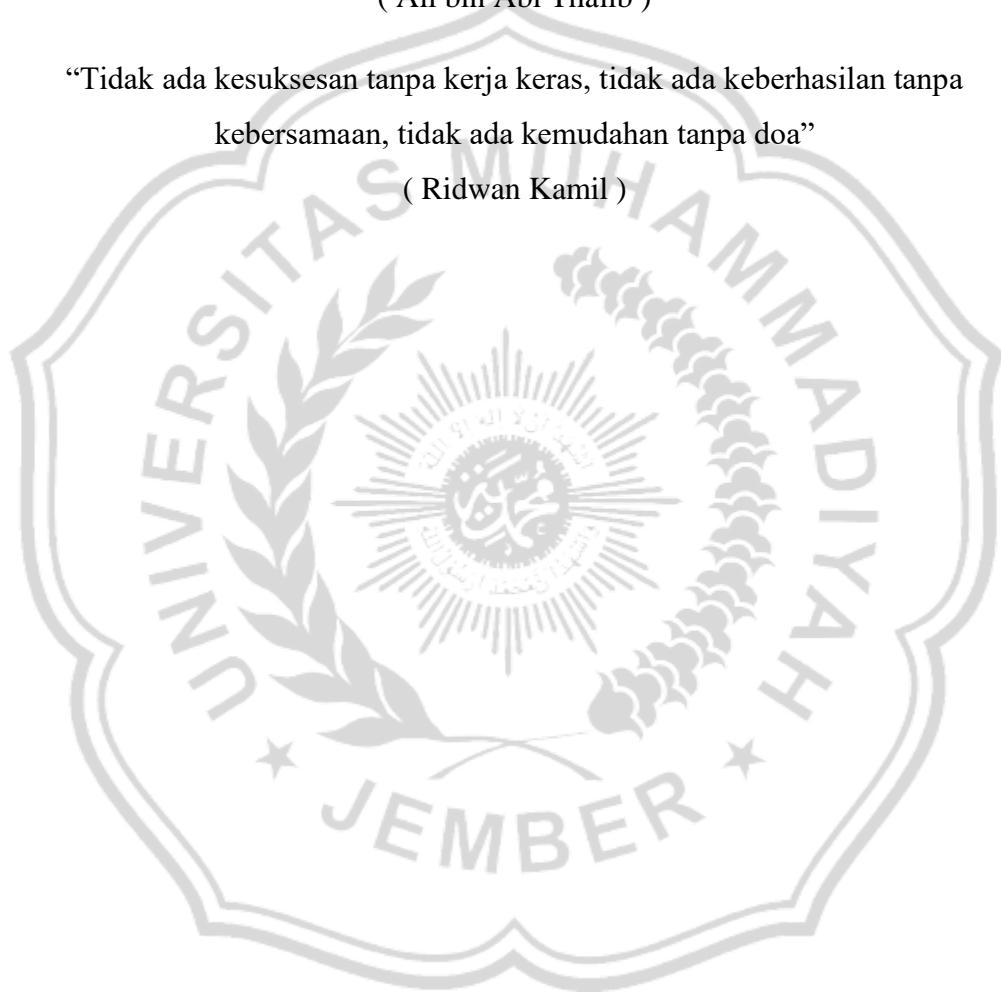 ( Ali bin Abi Thalib )
“Tidak ada kesuksesan tanpa kerja keras, tidak ada keberhasilan tanpa
kebersamaan, tidak ada kemudahan tanpa doa”
( Ridwan Kamil )
UNIVERSITAS MUHAMMADIYAH
JEMBER